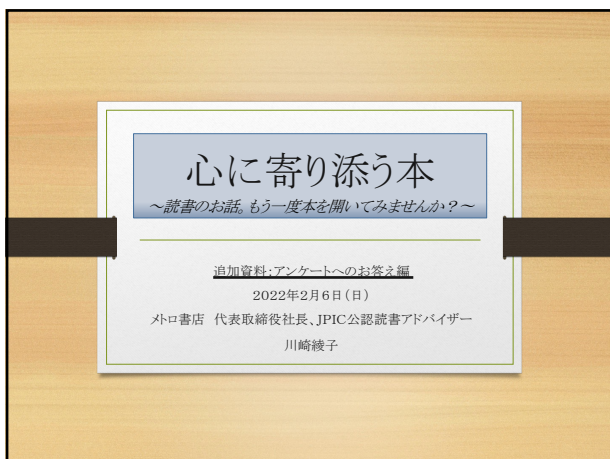 心に寄り添う本
~読書のお話。もう一度本を開いてみませんか？~
追加資料:アンケートへのお答え編
2022年2月6日(日)
メトロ書店　代表取締役社長、JPIC公認読書アドバイザー
川崎綾子